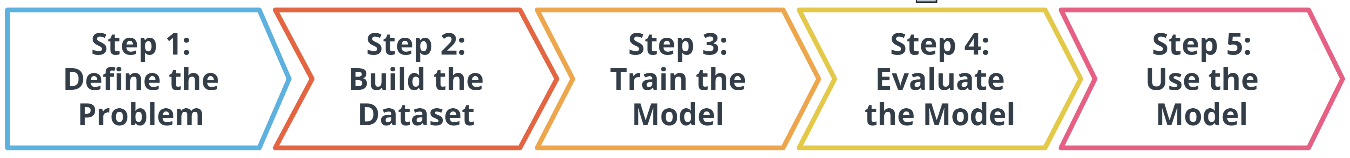 Step 1:
Define the
Problem
Step 2:
Build the
Dataset
Step 3:
Train the
Model
Step 4:
Evaluate
the Model
Step 5:
Use the
Model